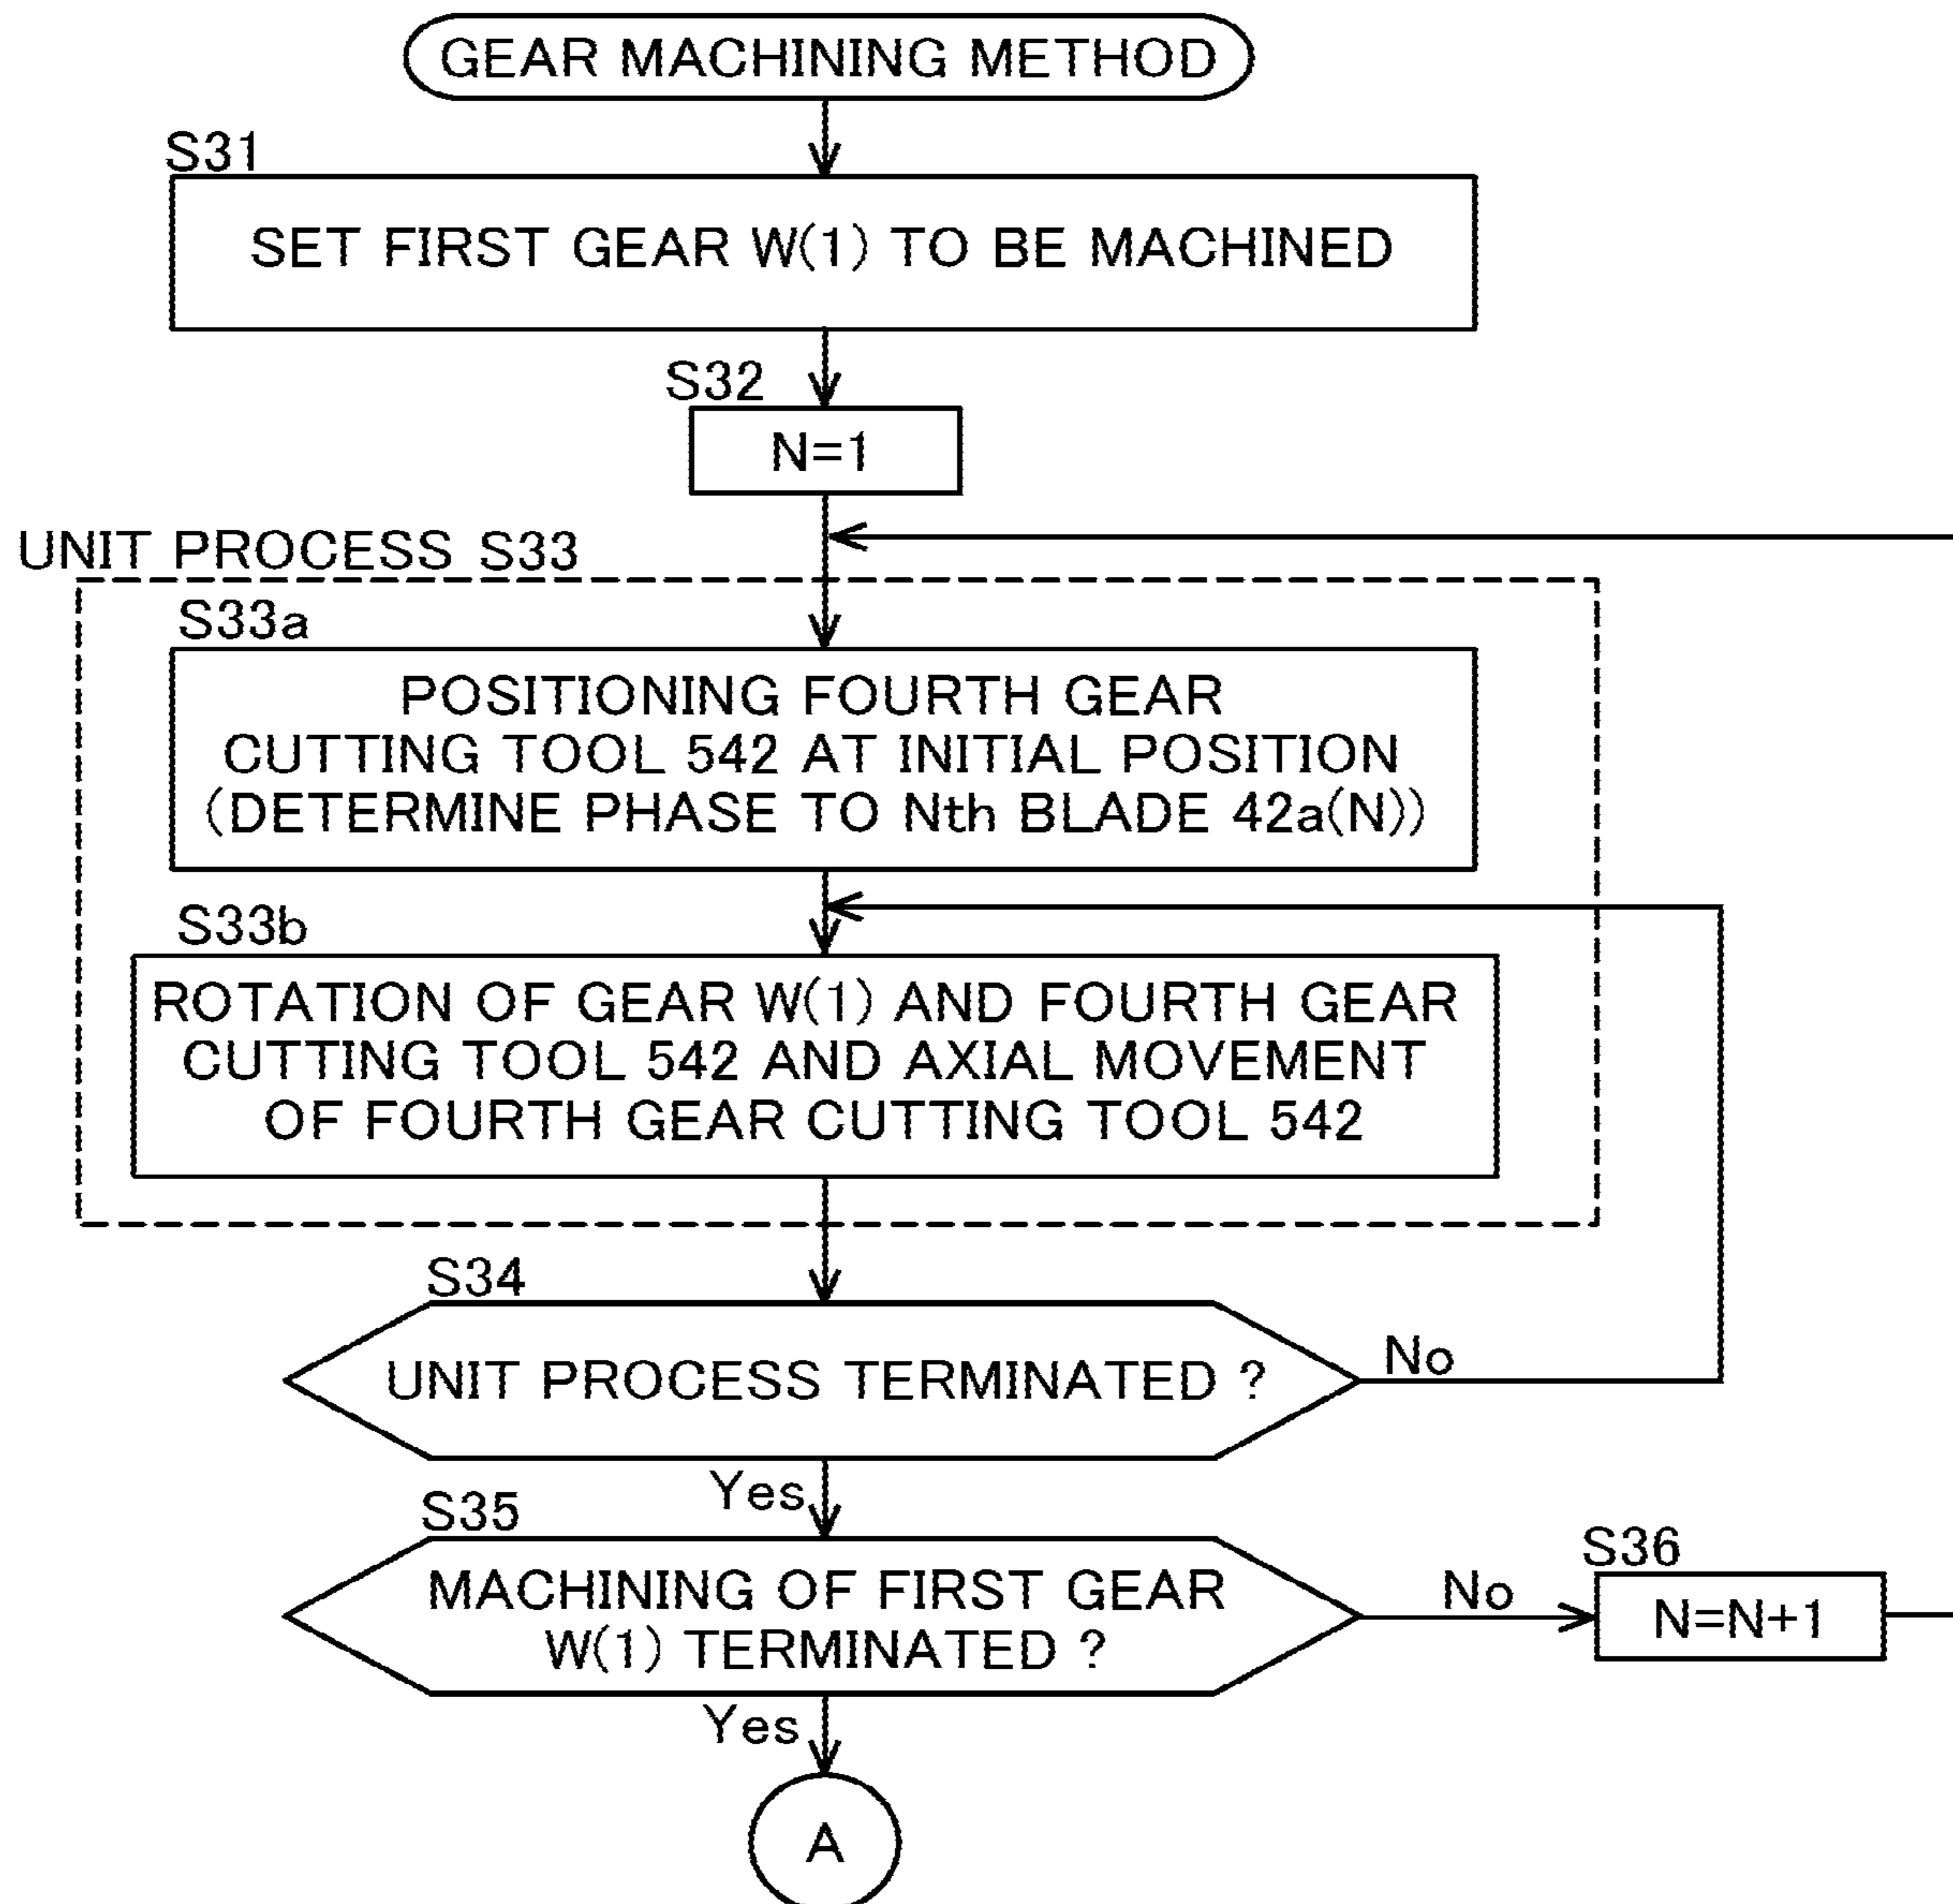 GEAR MACHINING METHOD
S31
SET FIRST GEAR W(1) TO BE MACHINED
S32
N=1
UNIT PROCESS S33
S33a
POSITIONING FOURTH GEAR
CUTTING TOOL 542 AT INITIAL POSITION
(DETERMINE PHASE TO Nth BLADE 42a(N))
S33b
ROTATION OF GEAR W(1) AND FOURTH GEAR
CUTTING TOOL 542 AND AXIAL MOVEMENT
OF FOURTH GEAR CUTTING TOOL 542
S34
UNIT PROCESS TERMINATED ?
No
Yes
S35
MACHINING OF FIRST GEAR
W(1) TERMINATED ?
No
S36
N=N+1
Yes
A